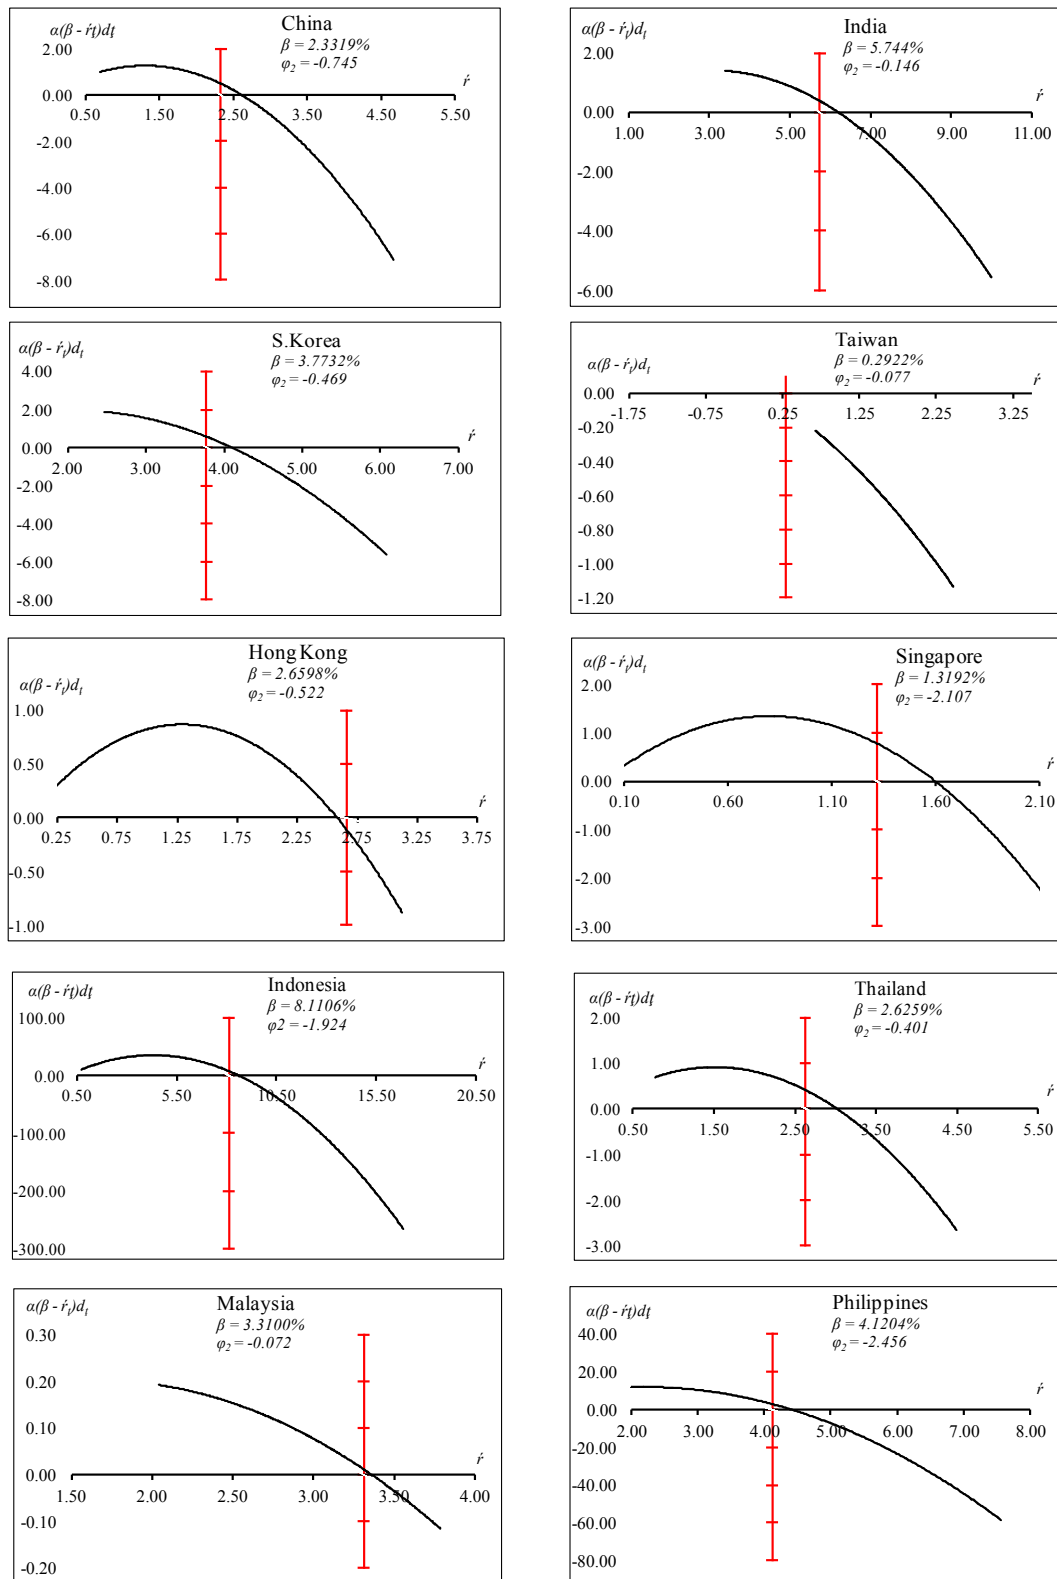 China
α(β - ŕţ)dţ
β = 2.3319%
φ₂ = -0.745
2.00
0.00
-2.00
-4.00
-6.00
-8.00
0.50 1.50 2.50 3.50 4.50 5.50
ŕ
India
α(β - ŕₜ)dₜ
β = 5.744%
φ₂ = -0.146
2.00
0.00
-2.00
-4.00
-6.00
1.00 3.00 5.00 7.00 9.00 11.00
ŕ
S.Korea
α(β - ŕₜ)dₜ
β = 3.7732%
φ₂ = -0.469
4.00
2.00
0.00
-2.00
-4.00
-6.00
-8.00
2.00 3.00 4.00 5.00 6.00 7.00
ŕ
Taiwan
α(β - ŕₜ)dₜ
β = 0.2922%
φ₂ = -0.077
0.00
-0.20
-0.40
-0.60
-0.80
-1.00
-1.20
-1.75 -0.75 0.25 1.25 2.25 3.25
ŕ
Hong Kong
α(β - ŕₜ)dₜ
β = 2.6598%
φ₂ = -0.522
1.00
0.50
0.00
-0.50
-1.00
0.25 0.75 1.25 1.75 2.25 2.75 3.25 3.75
ŕ
Singapore
α(β - ŕₜ)dₜ
β = 1.3192%
φ₂ = -2.107
2.00
1.00
0.00
-1.00
-2.00
-3.00
0.10 0.60 1.10 1.60 2.10
ŕ
Indonesia
α(β - ŕţ)dţ
β = 8.1106%
φ2 = -1.924
100.00
0.00
-100.00
-200.00
-300.00
0.50 5.50 10.50 15.50 20.50
ŕ
Thailand
α(β - ŕţ)dţ
β = 2.6259%
φ₂ = -0.401
2.00
1.00
0.00
-1.00
-2.00
-3.00
0.50 1.50 2.50 3.50 4.50 5.50
ŕ
Malaysia
α(β - ŕₜ)dₜ
β = 3.3100%
φ₂ = -0.072
0.30
0.20
0.10
0.00
-0.10
-0.20
1.50 2.00 2.50 3.00 3.50 4.00
ŕ
Philippines
α(β - ŕţ)dţ
β = 4.1204%
φ₂ = -2.456
40.00
20.00
0.00
-20.00
-40.00
-60.00
-80.00
2.00 3.00 4.00 5.00 6.00 7.00 8.00
ŕ